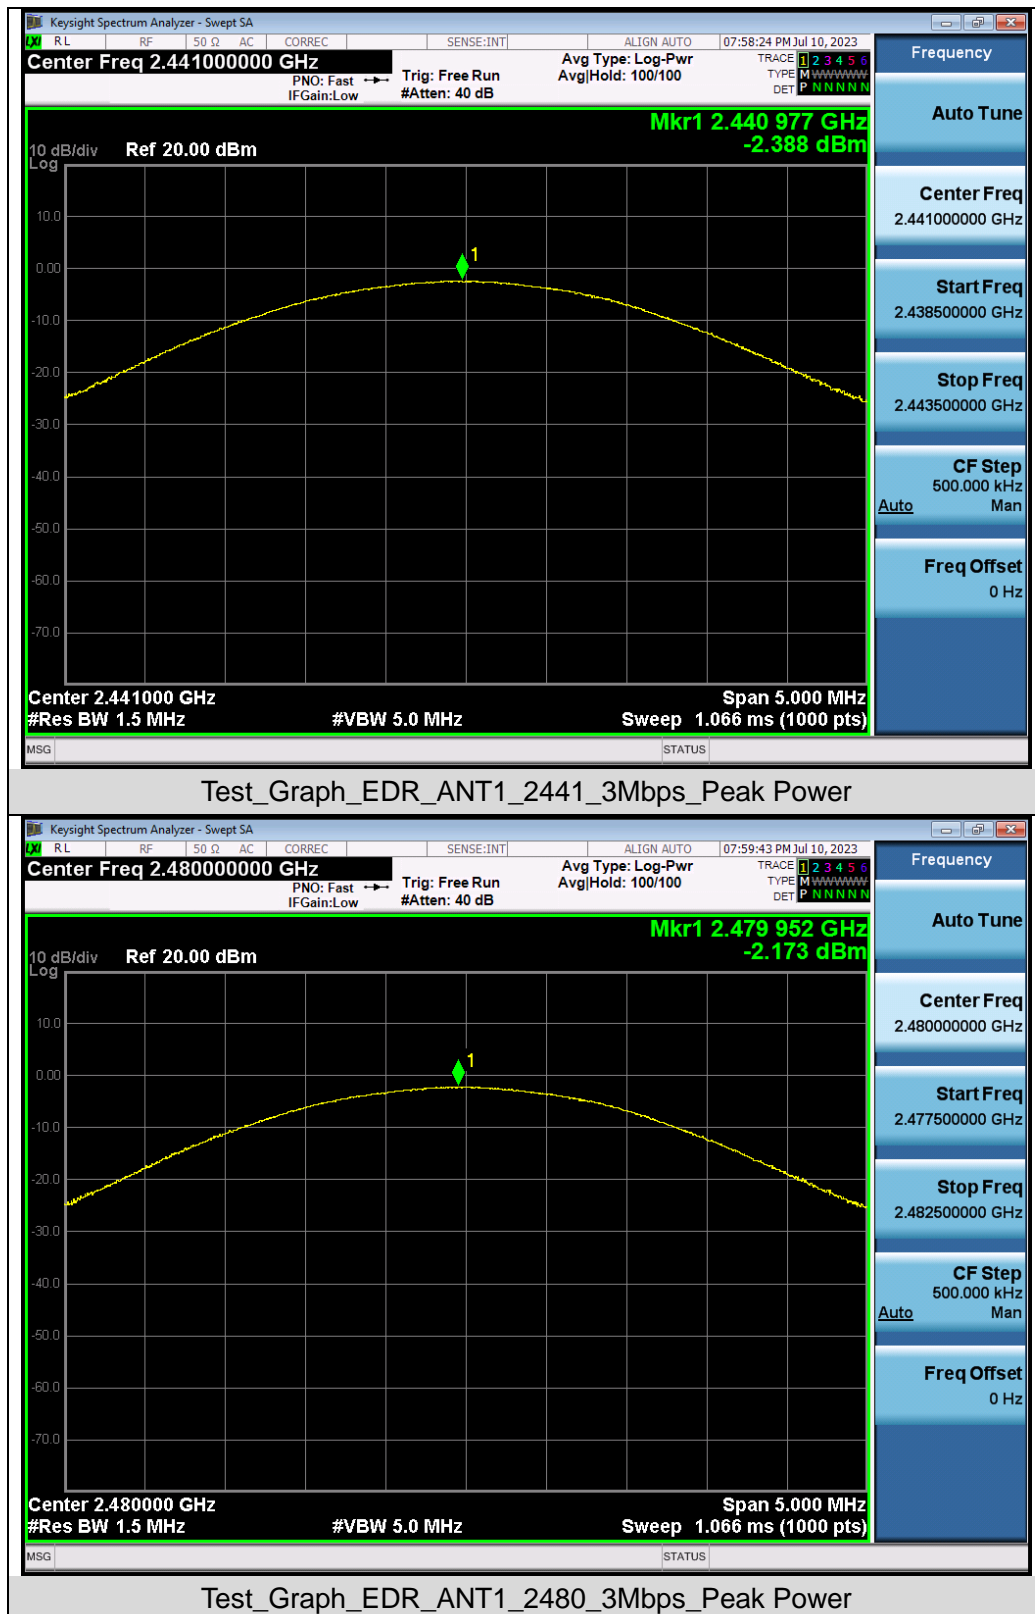 Keysight Spectrum Analyzer - Swept SA
LXI RL RF 50 Ω AC CORREC SENSE:INT ALIGN AUTO 07:58:24 PM Jul 10, 2023
Center Freq 2.441000000 GHz
PNO: Fast
IFGain:Low
Trig: Free Run
#Atten: 40 dB
Avg Type: Log-Pwr
Avg|Hold: 100/100
TRACE 1 2 3 4 5 6
TYPE M WWWWW
DET P N N N N N
Mkr1 2.440 977 GHz
-2.388 dBm
10 dB/div Ref 20.00 dBm
Log
10.0
1
0.00
-10.0
-20.0
-30.0
-40.0
-50.0
-60.0
-70.0
Center 2.441000 GHz Span 5.000 MHz
#Res BW 1.5 MHz #VBW 5.0 MHz Sweep 1.066 ms (1000 pts)
MSG STATUS
Frequency
Auto Tune
Center Freq
2.441000000 GHz
Start Freq
2.438500000 GHz
Stop Freq
2.443500000 GHz
CF Step
500.000 kHz
Auto Man
Freq Offset
0 Hz
Test_Graph_EDR_ANT1_2441_3Mbps_Peak Power
Keysight Spectrum Analyzer - Swept SA
LXI RL RF 50 Ω AC CORREC SENSE:INT ALIGN AUTO 07:59:43 PM Jul 10, 2023
Center Freq 2.480000000 GHz
PNO: Fast
IFGain:Low
Trig: Free Run
#Atten: 40 dB
Avg Type: Log-Pwr
Avg|Hold: 100/100
TRACE 1 2 3 4 5 6
TYPE M WWWWW
DET P N N N N N
Mkr1 2.479 952 GHz
-2.173 dBm
10 dB/div Ref 20.00 dBm
Log
10.0
1
0.00
-10.0
-20.0
-30.0
-40.0
-50.0
-60.0
-70.0
Center 2.480000 GHz Span 5.000 MHz
#Res BW 1.5 MHz #VBW 5.0 MHz Sweep 1.066 ms (1000 pts)
MSG STATUS
Frequency
Auto Tune
Center Freq
2.480000000 GHz
Start Freq
2.477500000 GHz
Stop Freq
2.482500000 GHz
CF Step
500.000 kHz
Auto Man
Freq Offset
0 Hz
Test_Graph_EDR_ANT1_2480_3Mbps_Peak Power